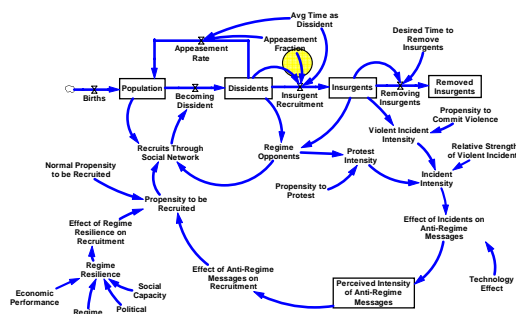 Avg Time as
Dissident
Desired Time to
Remove
Insurgents
Appeasement
Rate
Appeasement
Fraction
Births
Population
Becoming
Dissident
Dissidents
Insurgent
Recruitment
Insurgents
Removing
Insurgents
Removed
Insurgents
Propensity to
Commit Violence
Violent Incident
Intensity
Recruits Through
Social Network
Regime
Opponents
Protest
Intensity
Relative Strength
of Violent Incident
Normal Propensity
to be Recruited
Incident
Intensity
Propensity to
Protest
Propensity to be
Recruited
Effect of Regime
Resilience on
Recruitment
Effect of Incidents on
Anti-Regime
Messages
Regime
Resilience
Effect of Anti-Regime
Messages on
Recruitment
Technology
Effect
Economic
Performance
Social
Capacity
Perceived Intensity
of Anti-Regime
Messages
Regime
Political